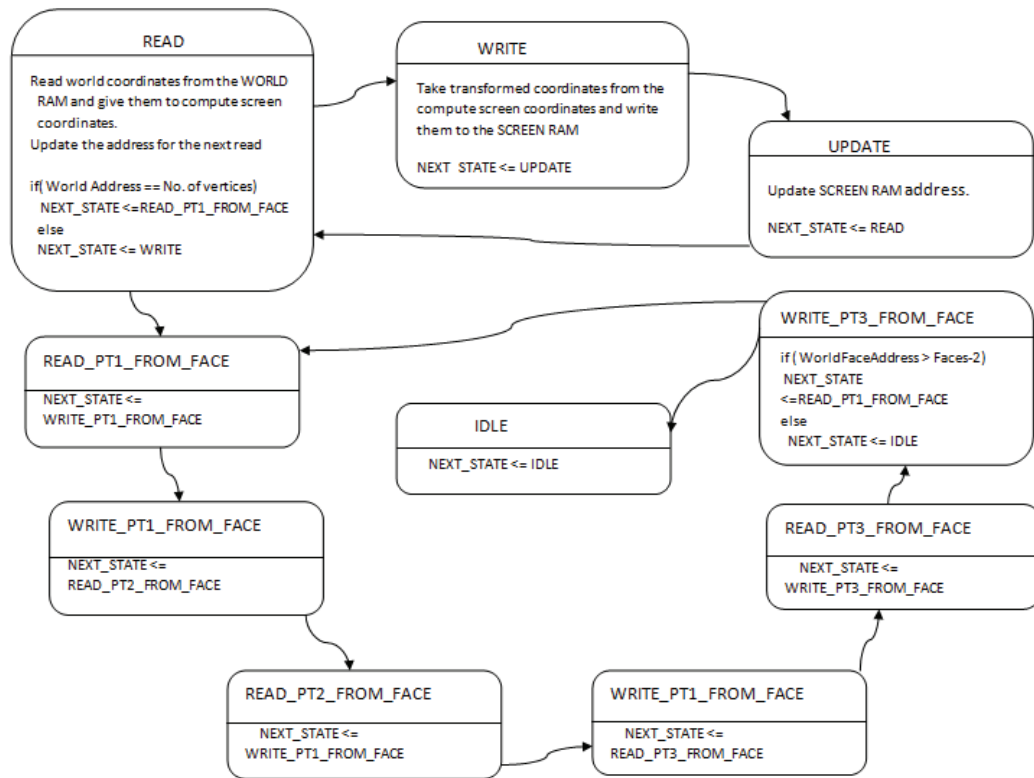 READ
Read world coordinates from the WORLD
RAM and give them to compute screen
coordinates.
Update the address for the next read
if( World Address == No. of vertices)
NEXT_STATE <=READ_PT1_FROM_FACE
else
NEXT_STATE <= WRITE
WRITE
Take transformed coordinates from the
compute screen coordinates and write
them to the SCREEN RAM
NEXT STATE <= UPDATE
UPDATE
Update SCREEN RAM address.
NEXT_STATE <= READ
READ_PT1_FROM_FACE
NEXT_STATE <=
WRITE_PT1_FROM_FACE
WRITE_PT1_FROM_FACE
NEXT_STATE <=
READ_PT2_FROM_FACE
READ_PT2_FROM_FACE
NEXT_STATE <=
WRITE_PT1_FROM_FACE
WRITE_PT1_FROM_FACE
NEXT_STATE <=
READ_PT3_FROM_FACE
READ_PT3_FROM_FACE
NEXT_STATE <=
WRITE_PT3_FROM_FACE
WRITE_PT3_FROM_FACE
if ( WorldFaceAddress > Faces-2)
NEXT_STATE
<=READ_PT1_FROM_FACE
else
NEXT_STATE <= IDLE
IDLE
NEXT_STATE <= IDLE